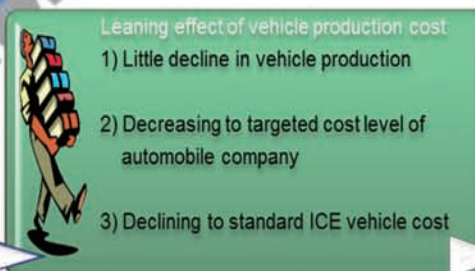 Leaning effect of vehicle production cost
1) Little decline in vehicle production
2) Decreasing to targeted cost level of
automobile company
3) Declining to standard ICE vehicle cost